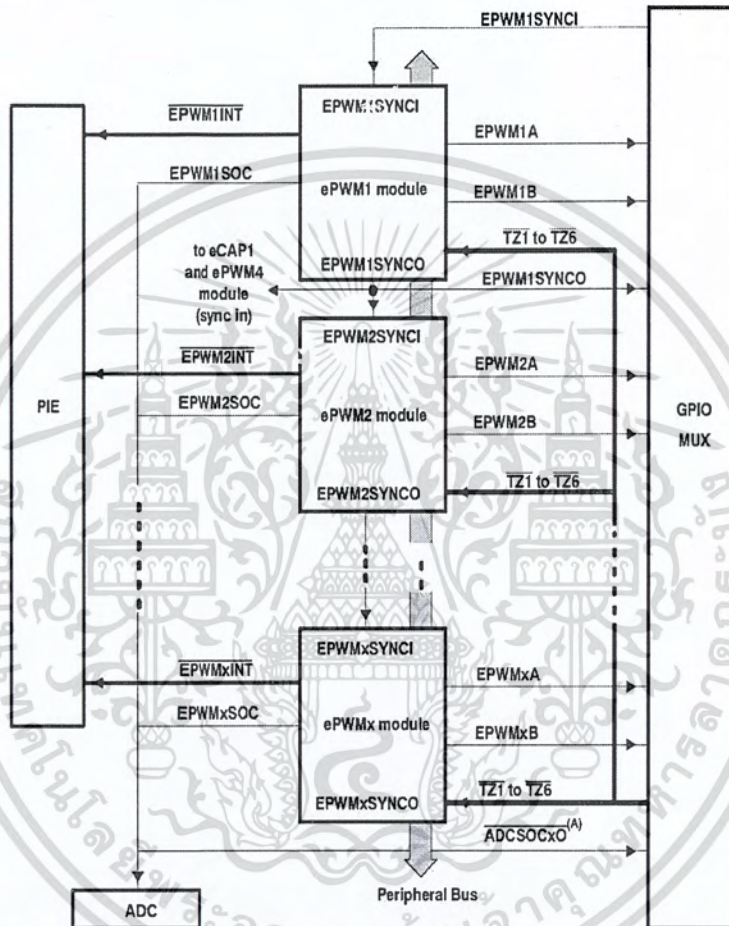 EPWM1SYNCI
EPWM1SYNCI
EPWM1INT
EPWM1A
EPWM1SOC
ePWM1 module
EPWM1B
TZ1 to TZ6
to eCAP1
and ePWM4
module
(sync in)
EPWM1SYNCO
EPWM1SYNCO
EPWM2SYNCI
EPWM2INT
EPWM2A
PIE
EPWM2SOC
ePWM2 module
GPIO
MUX
EPWM2B
EPWM2SYNCO
TZ1 to TZ6
EPWMxSYNCI
EPWMxINT
EPWMxA
EPWMxSOC
ePWMx module
EPWMxB
EPWMxSYNCO
TZ1 to TZ6
ADCSOCxO(A)
Peripheral Bus
ADC